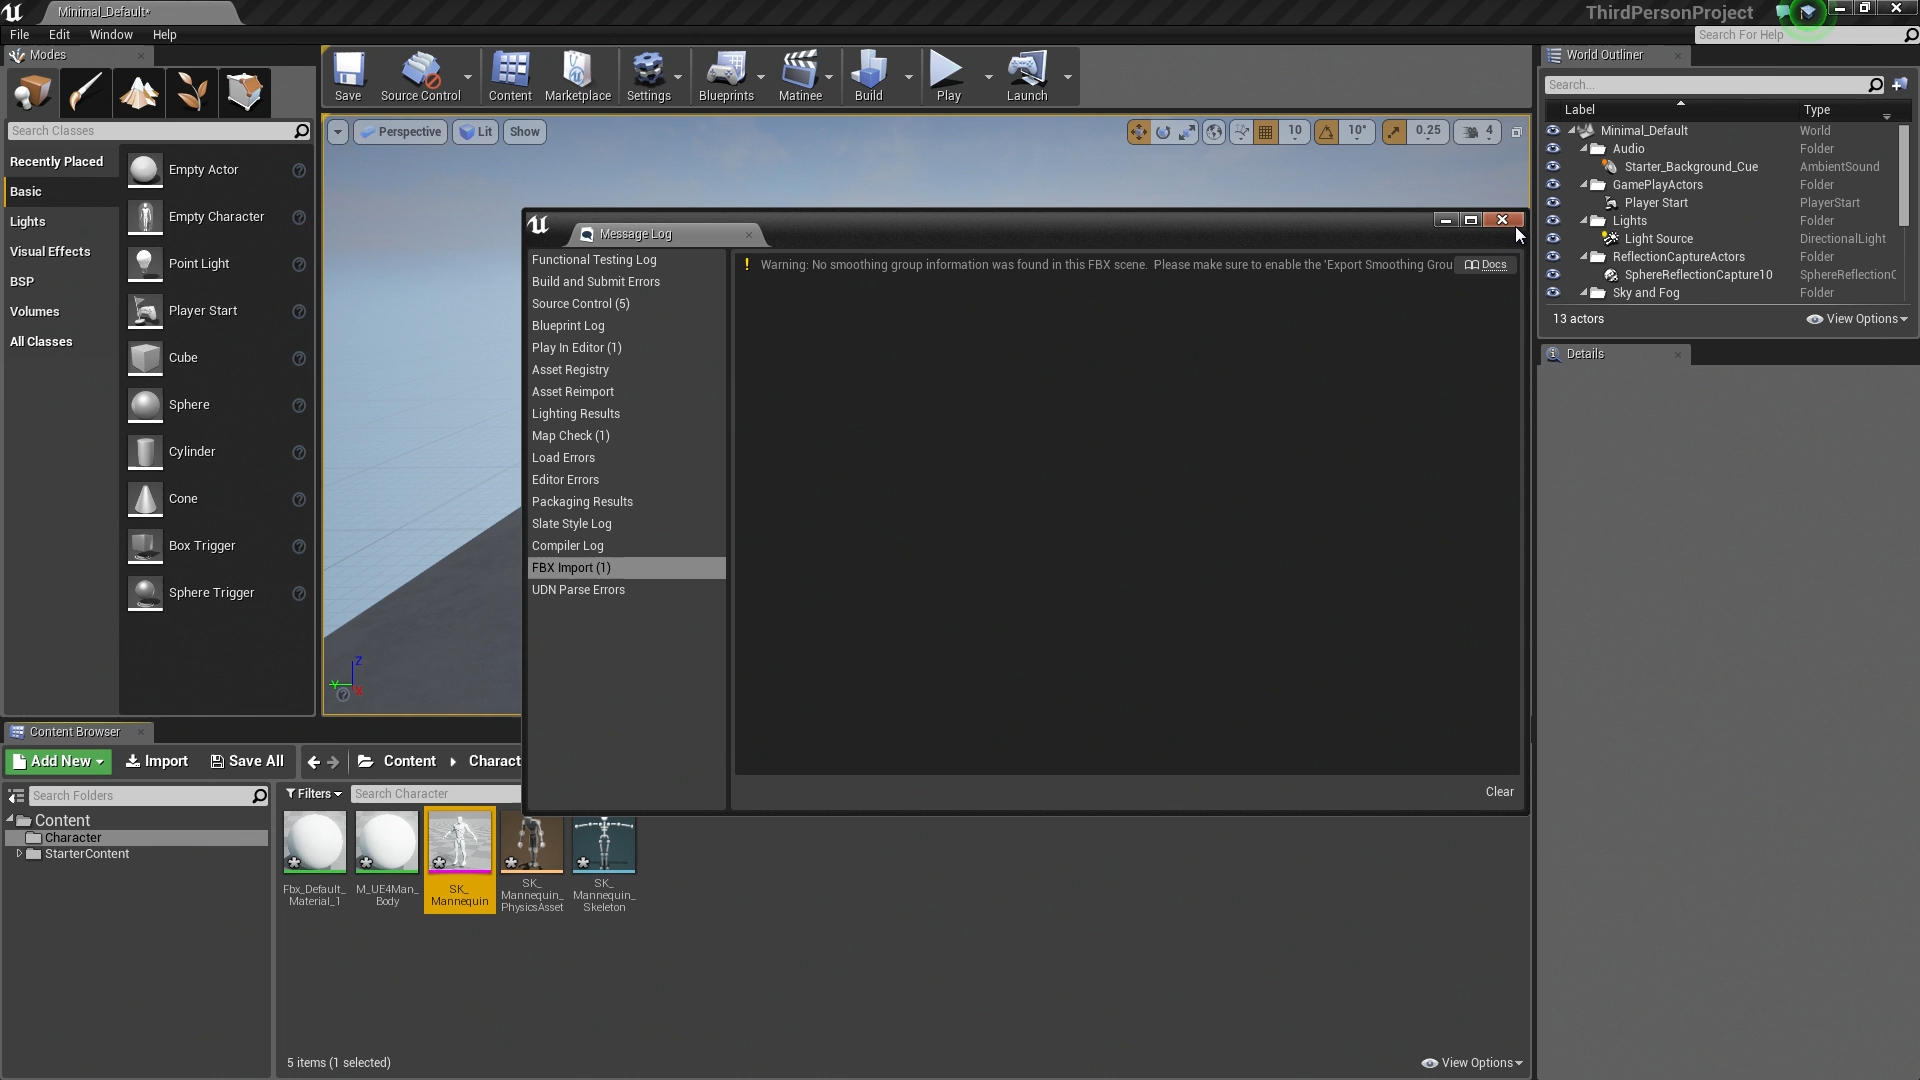 Minimal_Default*
ThirdPersonProject
File
Edit
Window
Help
Search For Help
Modes
Save
Source Control
Content
Marketplace
Settings
Blueprints
Matinee
Build
Play
Launch
World Outliner
Search...
Label
Type
Minimal_Default
World
Audio
Folder
Starter_Background_Cue
AmbientSound
GamePlayActors
Folder
Player Start
PlayerStart
Lights
Folder
Light Source
DirectionalLight
ReflectionCaptureActors
Folder
SphereReflectionCapture10
SphereReflectionC
Sky and Fog
Folder
13 actors
View Options
Details
Search Classes
Recently Placed
Basic
Lights
Visual Effects
BSP
Volumes
All Classes
Empty Actor
Empty Character
Point Light
Player Start
Cube
Sphere
Cylinder
Cone
Box Trigger
Sphere Trigger
Perspective
Lit
Show
10
10°
0.25
4
Z
Y
X
Message Log
Functional Testing Log
Build and Submit Errors
Source Control (5)
Blueprint Log
Play In Editor (1)
Asset Registry
Asset Reimport
Lighting Results
Map Check (1)
Load Errors
Editor Errors
Packaging Results
Slate Style Log
Compiler Log
FBX Import (1)
UDN Parse Errors
Warning: No smoothing group information was found in this FBX scene. Please make sure to enable the 'Export Smoothing Grou
Docs
Clear
Content Browser
Add New
Import
Save All
Content
Charact
Search Folders
Filters
Search Character
Content
Character
StarterContent
Fbx_Default_
Material_1
M_UE4Man_
Body
SK_
Mannequin
SK_
Mannequin_
PhysicsAsset
SK_
Mannequin_
Skeleton
5 items (1 selected)
View Options